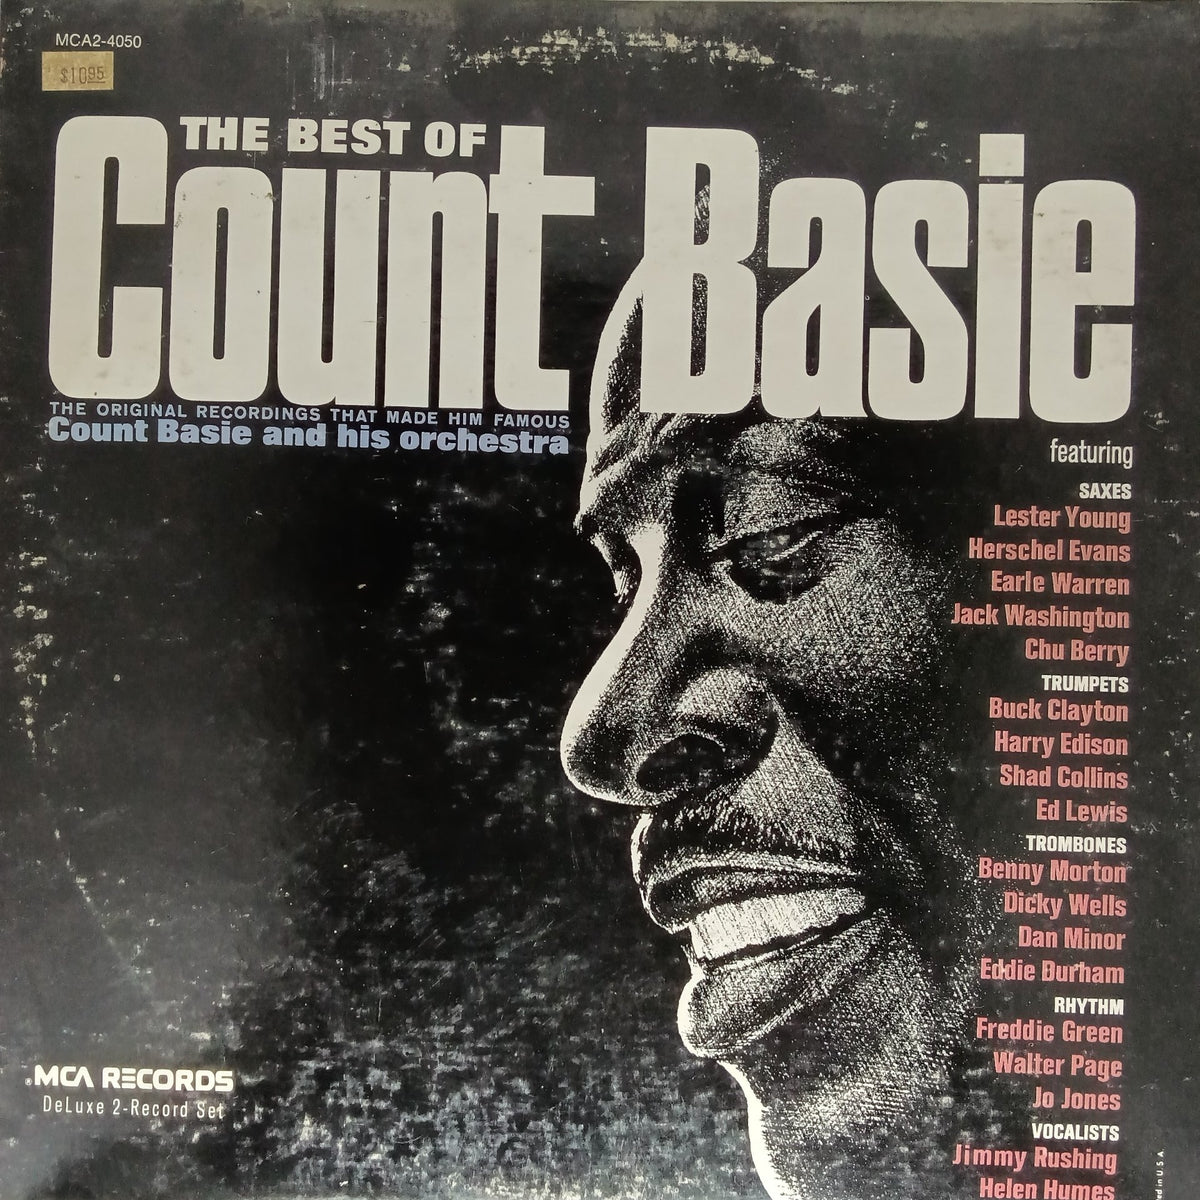 MCA2-4050
$10.95
THE BEST OF
Count Basie
THE ORIGINAL RECORDINGS THAT MADE HIM FAMOUS
Count Basie and his orchestra
featuring
SAXES
Lester Young
Herschel Evans
Earle Warren
Jack Washington
Chu Berry
TRUMPETS
Buck Clayton
Harry Edison
Shad Collins
Ed Lewis
TROMBONES
Benny Morton
Dicky Wells
Dan Minor
Eddie Durham
RHYTHM
Freddie Green
Walter Page
Jo Jones
VOCALISTS
Jimmy Rushing
Helen Humes
MCA RECORDS
DeLuxe 2-Record Set
in U.S.A.